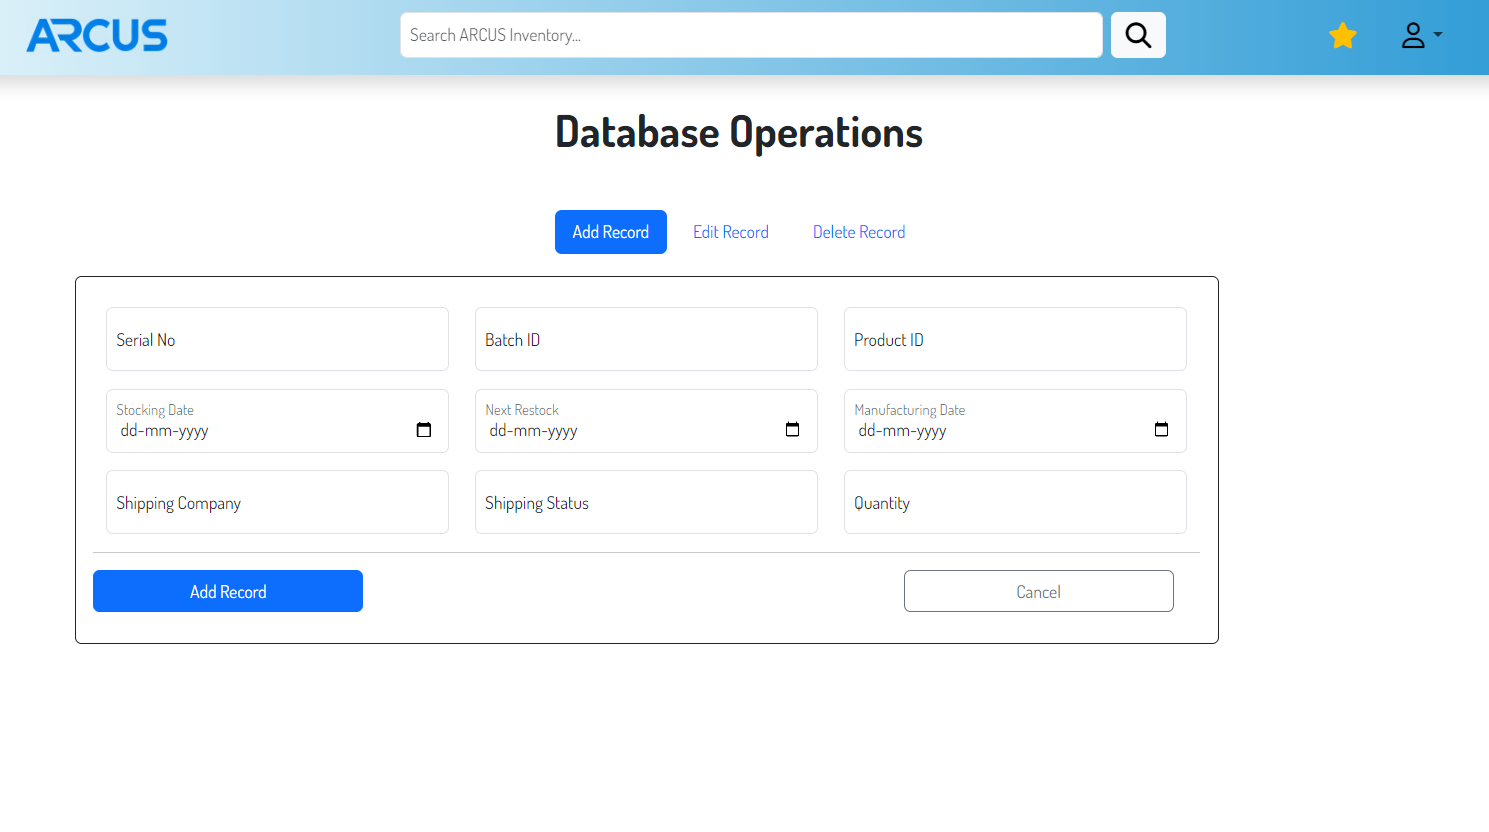 ARCUS
Search ARCUS Inventory...
Database Operations
Add Record Edit Record Delete Record
Serial No Batch ID Product ID
Stocking Date Next Restock Manufacturing Date
dd-mm-yyyy dd-mm-yyyy dd-mm-yyyy
Shipping Company Shipping Status Quantity
Add Record Cancel